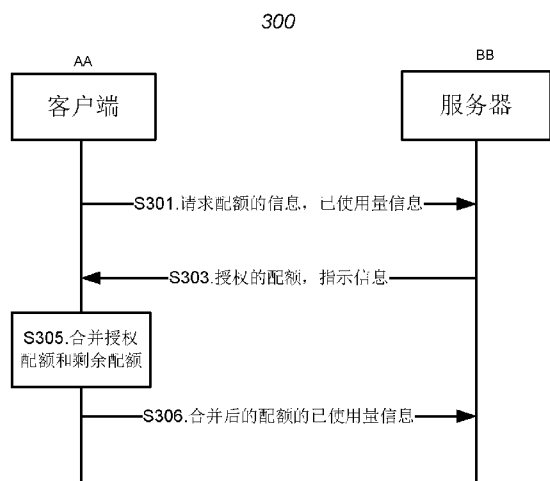 300
AA
BB
客户端
服务器
S301.请求配额的信息，已使用量信息
S303.授权的配额，指示信息
S305.合并授权
配额和剩余配额
S306.合并后的配额的已使用量信息